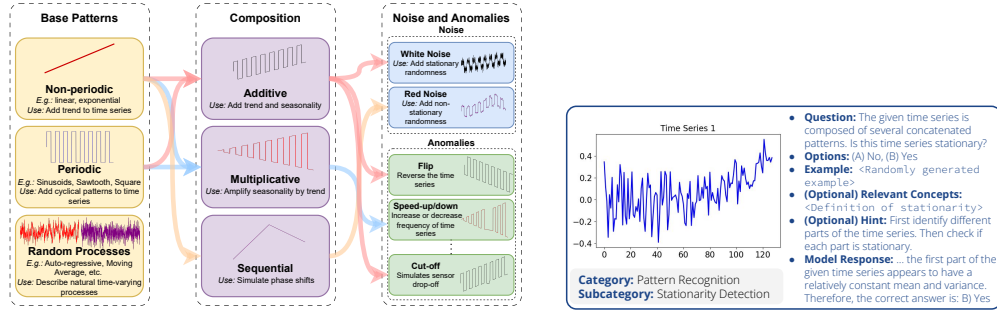 Base Patterns
Non-periodic
E.g.: linear, exponential
Use: Add trend to time series
Periodic
E.g.: Sinusoids, Sawtooth, Square
Use: Add cyclical patterns to time
series
Random Processes
E.g.: Auto-regressive, Moving
Average, etc.
Use: Describe natural time-varying
processes
Composition
Additive
Use: Add trend and seasonality
Multiplicative
Use: Amplify seasonality by trend
Sequential
Use: Simulate phase shifts
Noise and Anomalies
Noise
White Noise
Use: Add stationary
randomness
Red Noise
Use: Add non-
stationary
randomness
Anomalies
Flip
Reverse the time
series
Speed-up/down
Increase or decrease
frequency of time
series
Cut-off
Simulates sensor
drop-off
Time Series 1
0.4
0.2
0.0
−0.2
−0.4
0 20 40 60 80 100 120
Category: Pattern Recognition
Subcategory: Stationarity Detection
• Question: The given time series is
composed of several concatenated
patterns. Is this time series stationary?
• Options: (A) No, (B) Yes
• Example: <Randomly generated
example>
• (Optional) Relevant Concepts:
<Definition of stationarity>
• (Optional) Hint: First identify different
parts of the time series. Then check if
each part is stationary.
• Model Response: ... the first part of the
given time series appears to have a
relatively constant mean and variance.
Therefore, the correct answer is: B) Yes